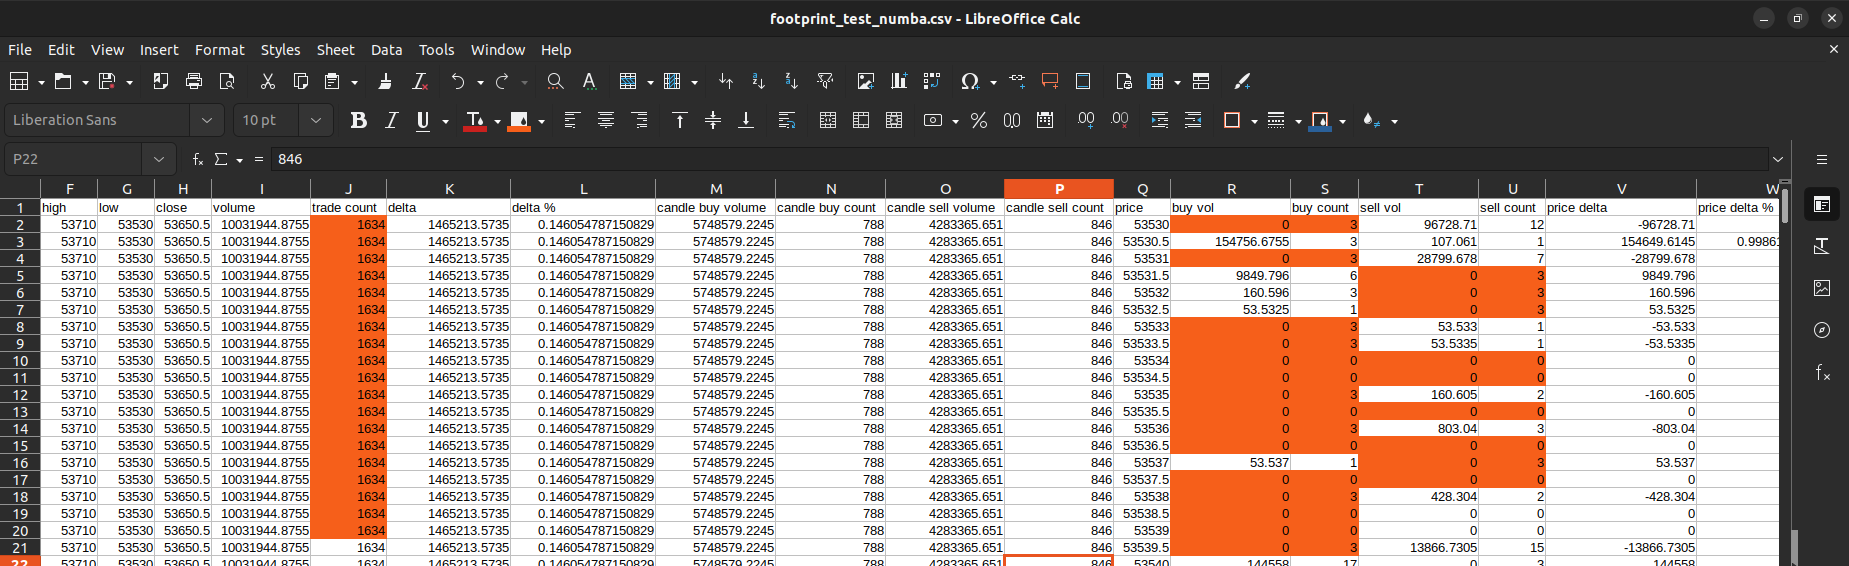 footprint_test_numba.csv - LibreOffice Calc
File Edit View Insert Format Styles Sheet Data Tools Window Help
Liberation Sans 10 pt
P22 fx Σ = 846
F G H I J K L M N O P Q R S T U V W
1 high low close volume trade count delta delta % candle buy volume candle buy count candle sell volume candle sell count price buy vol buy count sell vol sell count price delta price delta %
2 53710 53530 53650.5 10031944.8755 1634 1465213.5735 0.146054787150829 5748579.2245 788 4283365.651 846 53530 0 3 96728.71 12 -96728.71
3 53710 53530 53650.5 10031944.8755 1634 1465213.5735 0.146054787150829 5748579.2245 788 4283365.651 846 53530.5 154756.6755 3 107.061 1 154649.6145 0.9986
4 53710 53530 53650.5 10031944.8755 1634 1465213.5735 0.146054787150829 5748579.2245 788 4283365.651 846 53531 0 3 28799.678 7 -28799.678
5 53710 53530 53650.5 10031944.8755 1634 1465213.5735 0.146054787150829 5748579.2245 788 4283365.651 846 53531.5 9849.796 6 0 3 9849.796
6 53710 53530 53650.5 10031944.8755 1634 1465213.5735 0.146054787150829 5748579.2245 788 4283365.651 846 53532 160.596 3 0 3 160.596
7 53710 53530 53650.5 10031944.8755 1634 1465213.5735 0.146054787150829 5748579.2245 788 4283365.651 846 53532.5 53.5325 1 0 3 53.5325
8 53710 53530 53650.5 10031944.8755 1634 1465213.5735 0.146054787150829 5748579.2245 788 4283365.651 846 53533 0 3 53.533 1 -53.533
9 53710 53530 53650.5 10031944.8755 1634 1465213.5735 0.146054787150829 5748579.2245 788 4283365.651 846 53533.5 0 3 53.5335 1 -53.5335
10 53710 53530 53650.5 10031944.8755 1634 1465213.5735 0.146054787150829 5748579.2245 788 4283365.651 846 53534 0 0 0 0 0
11 53710 53530 53650.5 10031944.8755 1634 1465213.5735 0.146054787150829 5748579.2245 788 4283365.651 846 53534.5 0 0 0 0 0
12 53710 53530 53650.5 10031944.8755 1634 1465213.5735 0.146054787150829 5748579.2245 788 4283365.651 846 53535 0 3 160.605 2 -160.605
13 53710 53530 53650.5 10031944.8755 1634 1465213.5735 0.146054787150829 5748579.2245 788 4283365.651 846 53535.5 0 0 0 0 0
14 53710 53530 53650.5 10031944.8755 1634 1465213.5735 0.146054787150829 5748579.2245 788 4283365.651 846 53536 0 3 803.04 3 -803.04
15 53710 53530 53650.5 10031944.8755 1634 1465213.5735 0.146054787150829 5748579.2245 788 4283365.651 846 53536.5 0 0 0 0 0
16 53710 53530 53650.5 10031944.8755 1634 1465213.5735 0.146054787150829 5748579.2245 788 4283365.651 846 53537 53.537 1 0 3 53.537
17 53710 53530 53650.5 10031944.8755 1634 1465213.5735 0.146054787150829 5748579.2245 788 4283365.651 846 53537.5 0 0 0 0 0
18 53710 53530 53650.5 10031944.8755 1634 1465213.5735 0.146054787150829 5748579.2245 788 4283365.651 846 53538 0 3 428.304 2 -428.304
19 53710 53530 53650.5 10031944.8755 1634 1465213.5735 0.146054787150829 5748579.2245 788 4283365.651 846 53538.5 0 0 0 0 0
20 53710 53530 53650.5 10031944.8755 1634 1465213.5735 0.146054787150829 5748579.2245 788 4283365.651 846 53539 0 0 0 0 0
21 53710 53530 53650.5 10031944.8755 1634 1465213.5735 0.146054787150829 5748579.2245 788 4283365.651 846 53539.5 0 3 13866.7305 15 -13866.7305
22 53710 53530 53650.5 10031944.8755 1634 1465213.5735 0.146054787150829 5748579.2245 788 4283365.651 846 53540 144558 17 0 3 144558